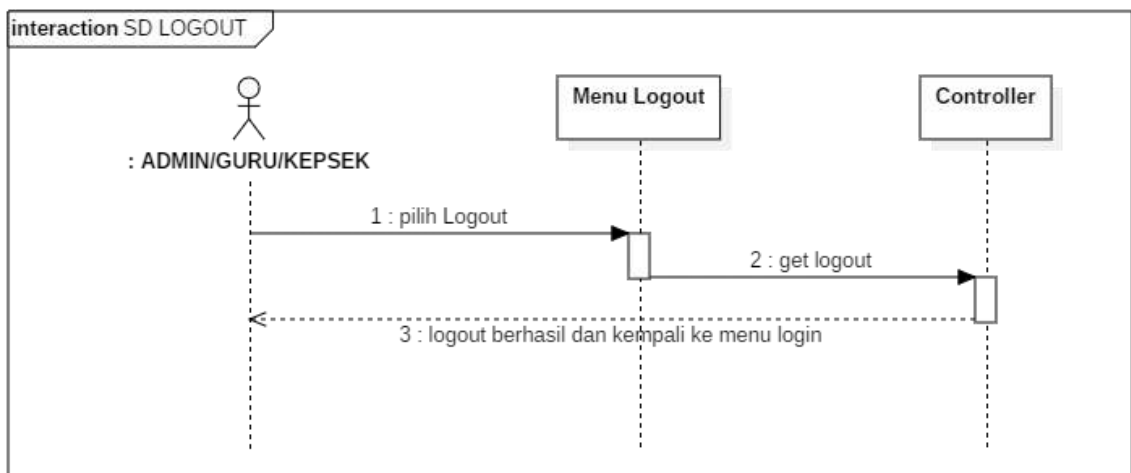 interaction SD LOGOUT
Menu Logout
Controller
: ADMIN/GURU/KEPSEK
1 : pilih Logout
2 : get logout
3 : logout berhasil dan kempali ke menu login